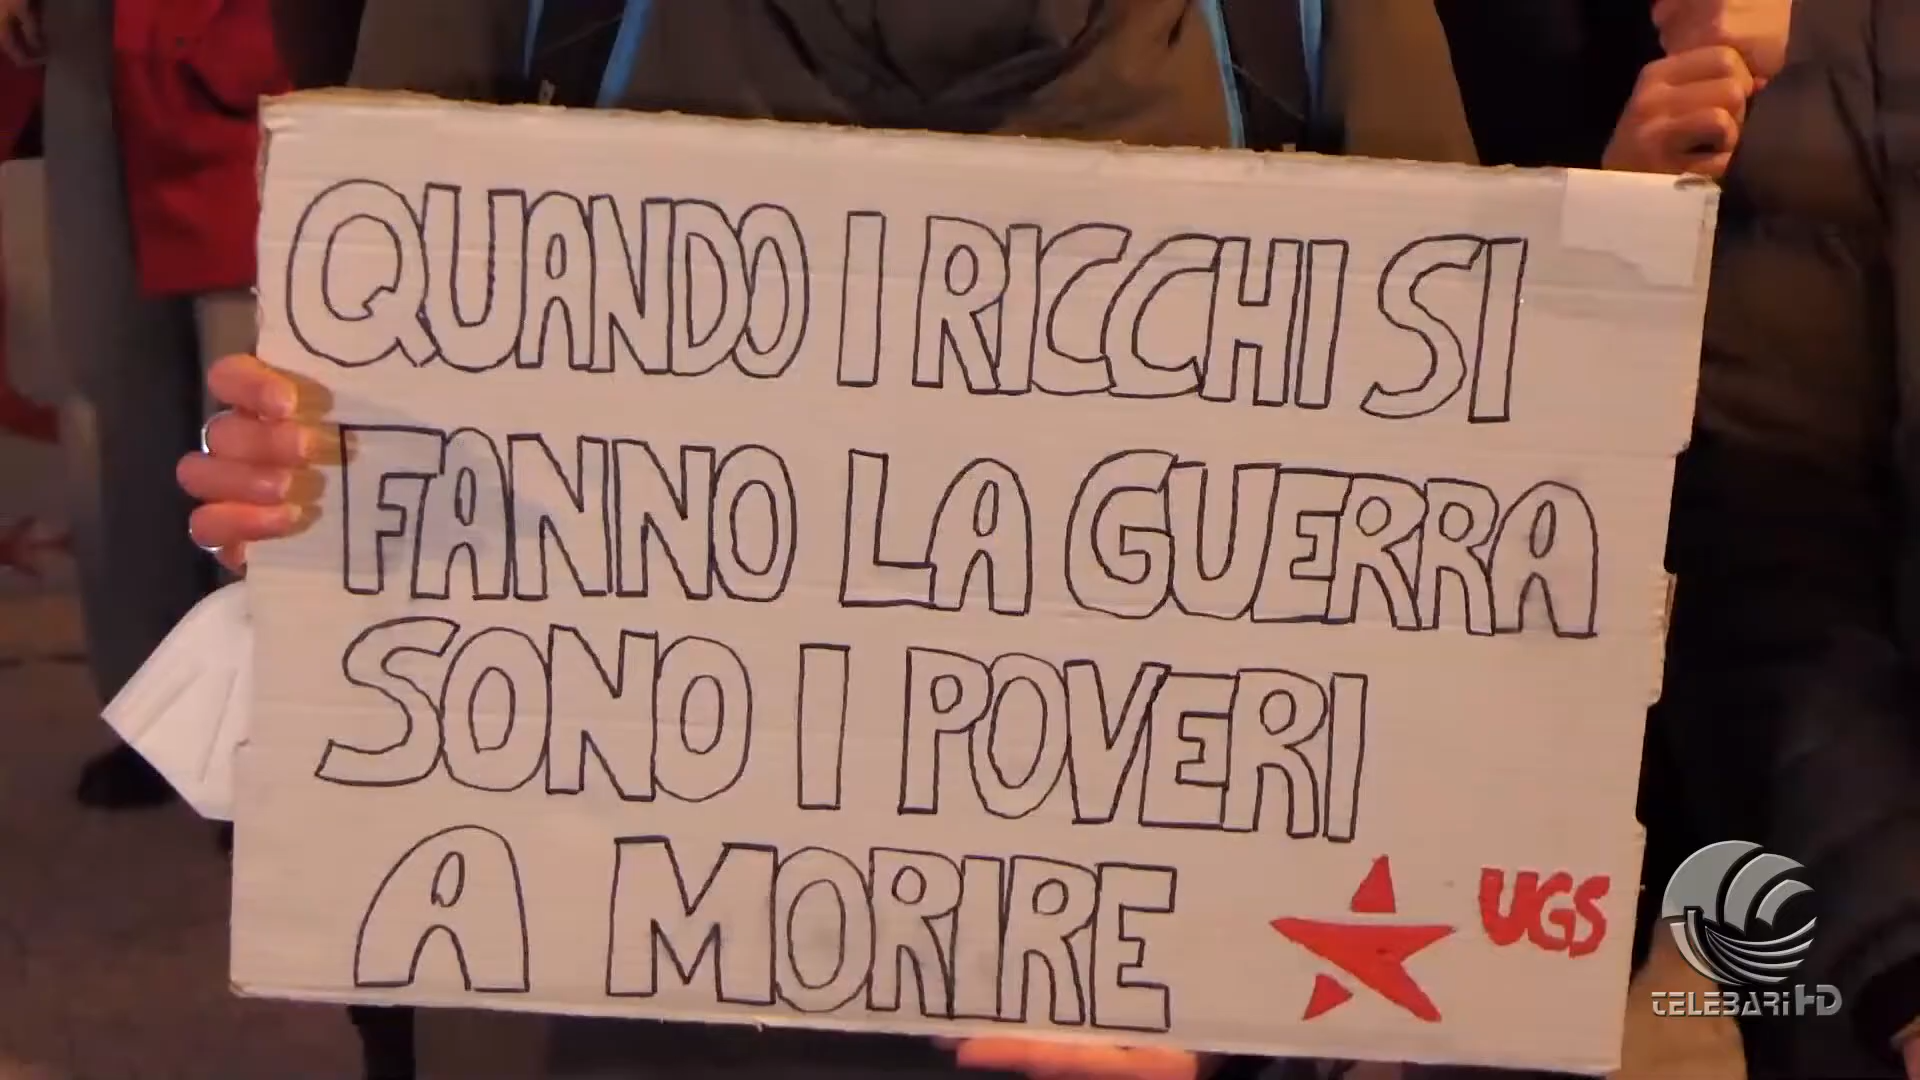 QUANDO I RICCHI SI
FANNO LA GUERRA
SONO I POVERI
A MORIRE
UGS
TELEBARI HD